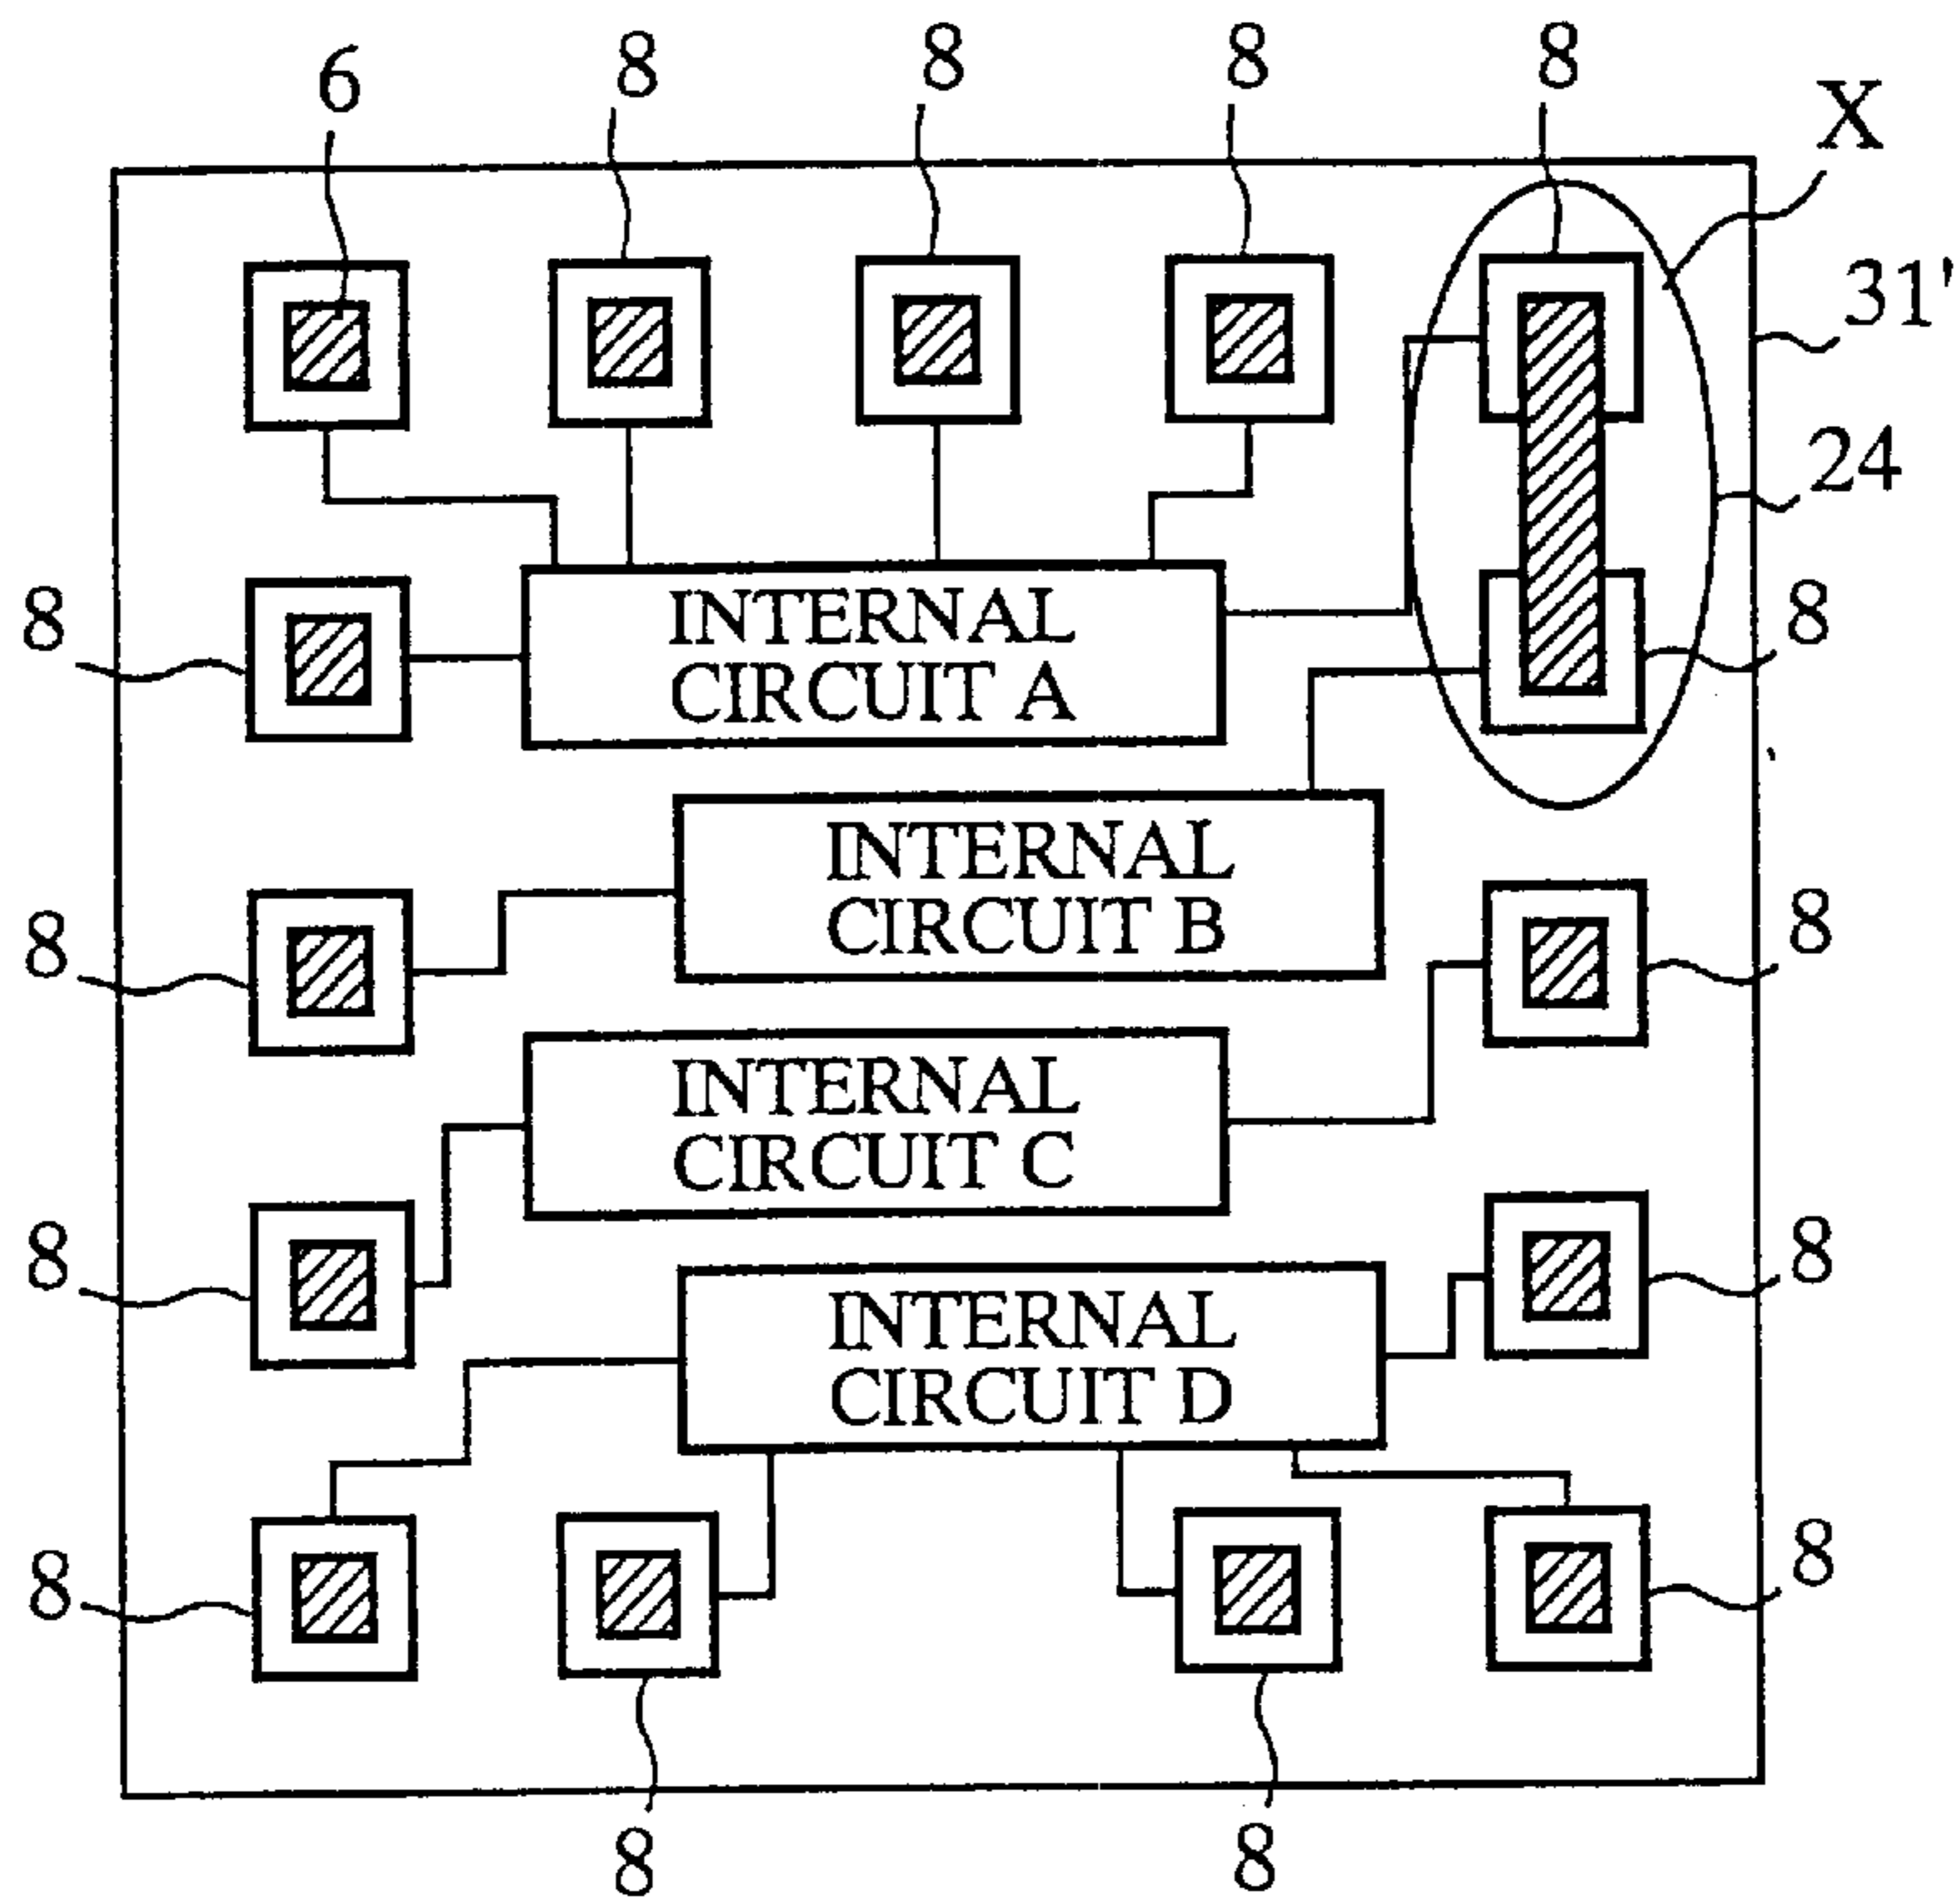 6 8 8 8 8 X
31'
24
INTERNAL
CIRCUIT A
8 8
INTERNAL
CIRCUIT B
8 8
INTERNAL
CIRCUIT C
8 8
INTERNAL
CIRCUIT D
8 8
8 8